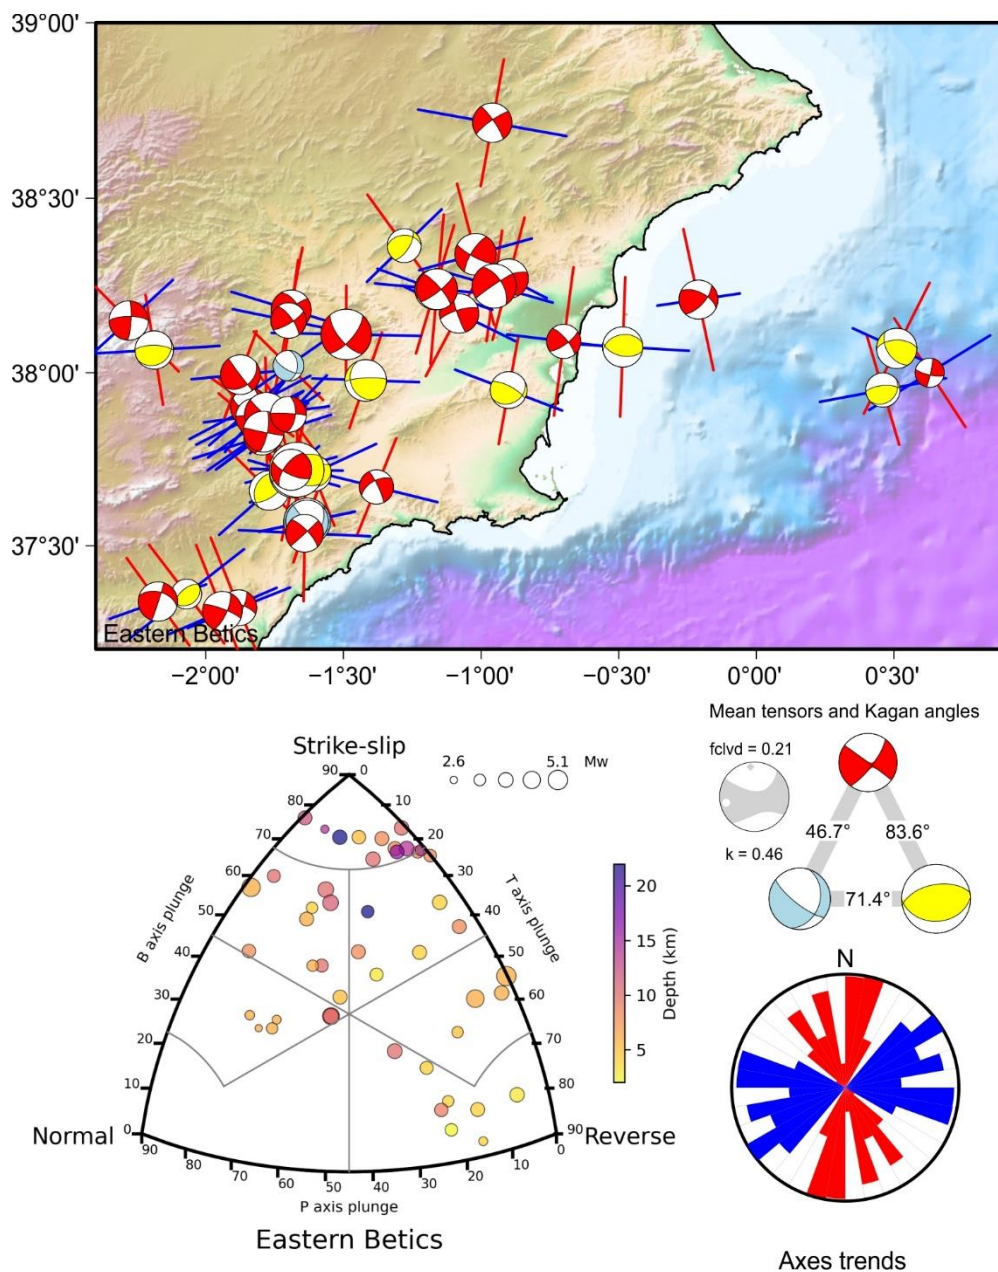 39°00'
38°30'
38°00'
37°30'
Eastern Betics
−2°00' −1°30' −1°00' −0°30' 0°00' 0°30'
Mean tensors and Kagan angles
fclvd = 0.21
46.7° 83.6°
k = 0.46
71.4°
Strike-slip
2.6 5.1 Mw
90 0
80 10
70 20
60 30
50 40
40 50
30 60
20 70
10 80
0 90
B axis plunge
T axis plunge
Normal
Reverse
90 80 70 60 50 40 30 20 10 0
P axis plunge
Eastern Betics
20
15
10
5
Depth (km)
N
Axes trends